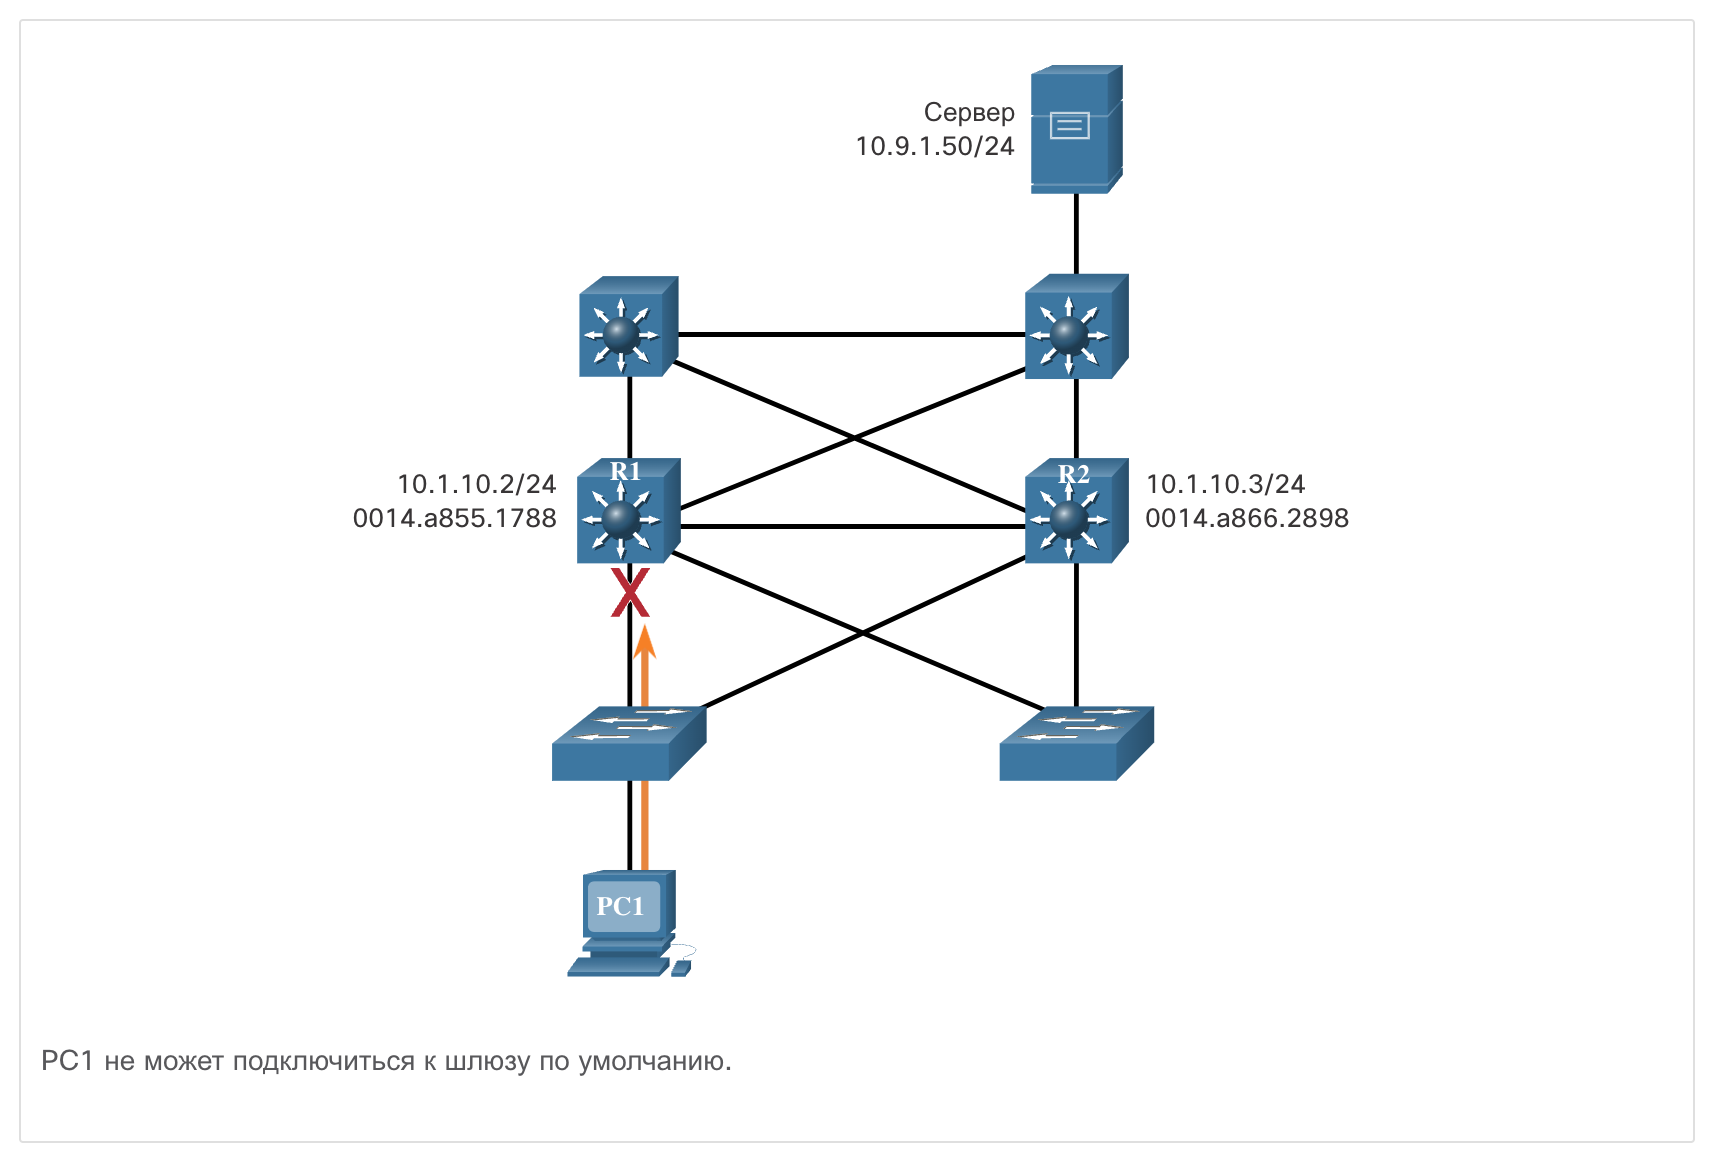 Сервер
10.9.1.50/24
R1
10.1.10.2/24
0014.a855.1788
R2
10.1.10.3/24
0014.a866.2898
X
PC1
PC1 не может подключиться к шлюзу по умолчанию.